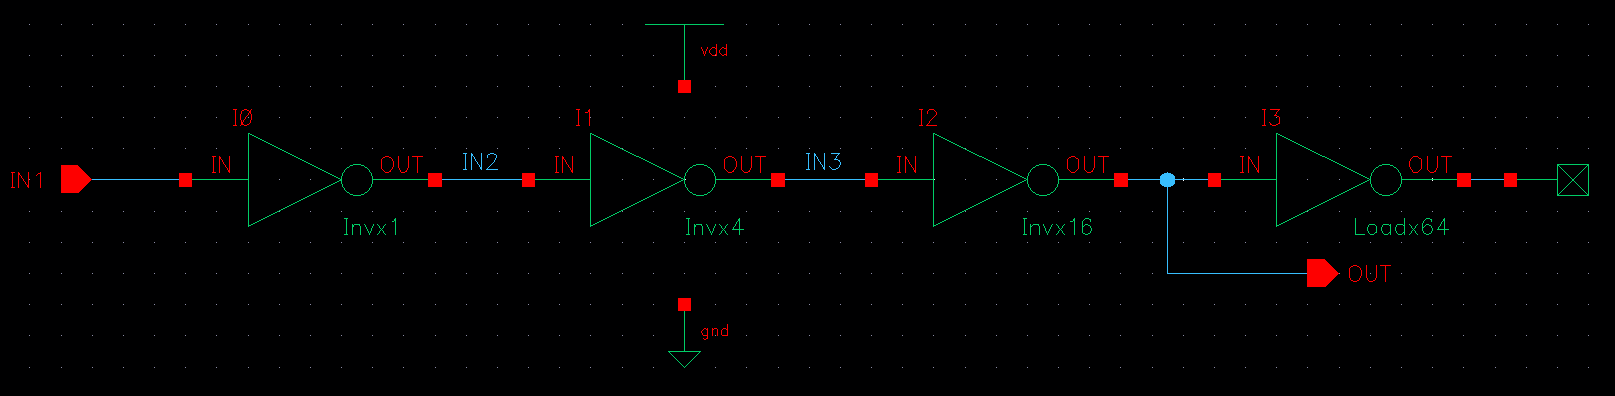 vdd
I0
I1
I2
I3
IN1
IN
OUT
IN2
IN
OUT
IN3
IN
OUT
IN
OUT
Invx1
Invx4
Invx16
Loadx64
OUT
gnd